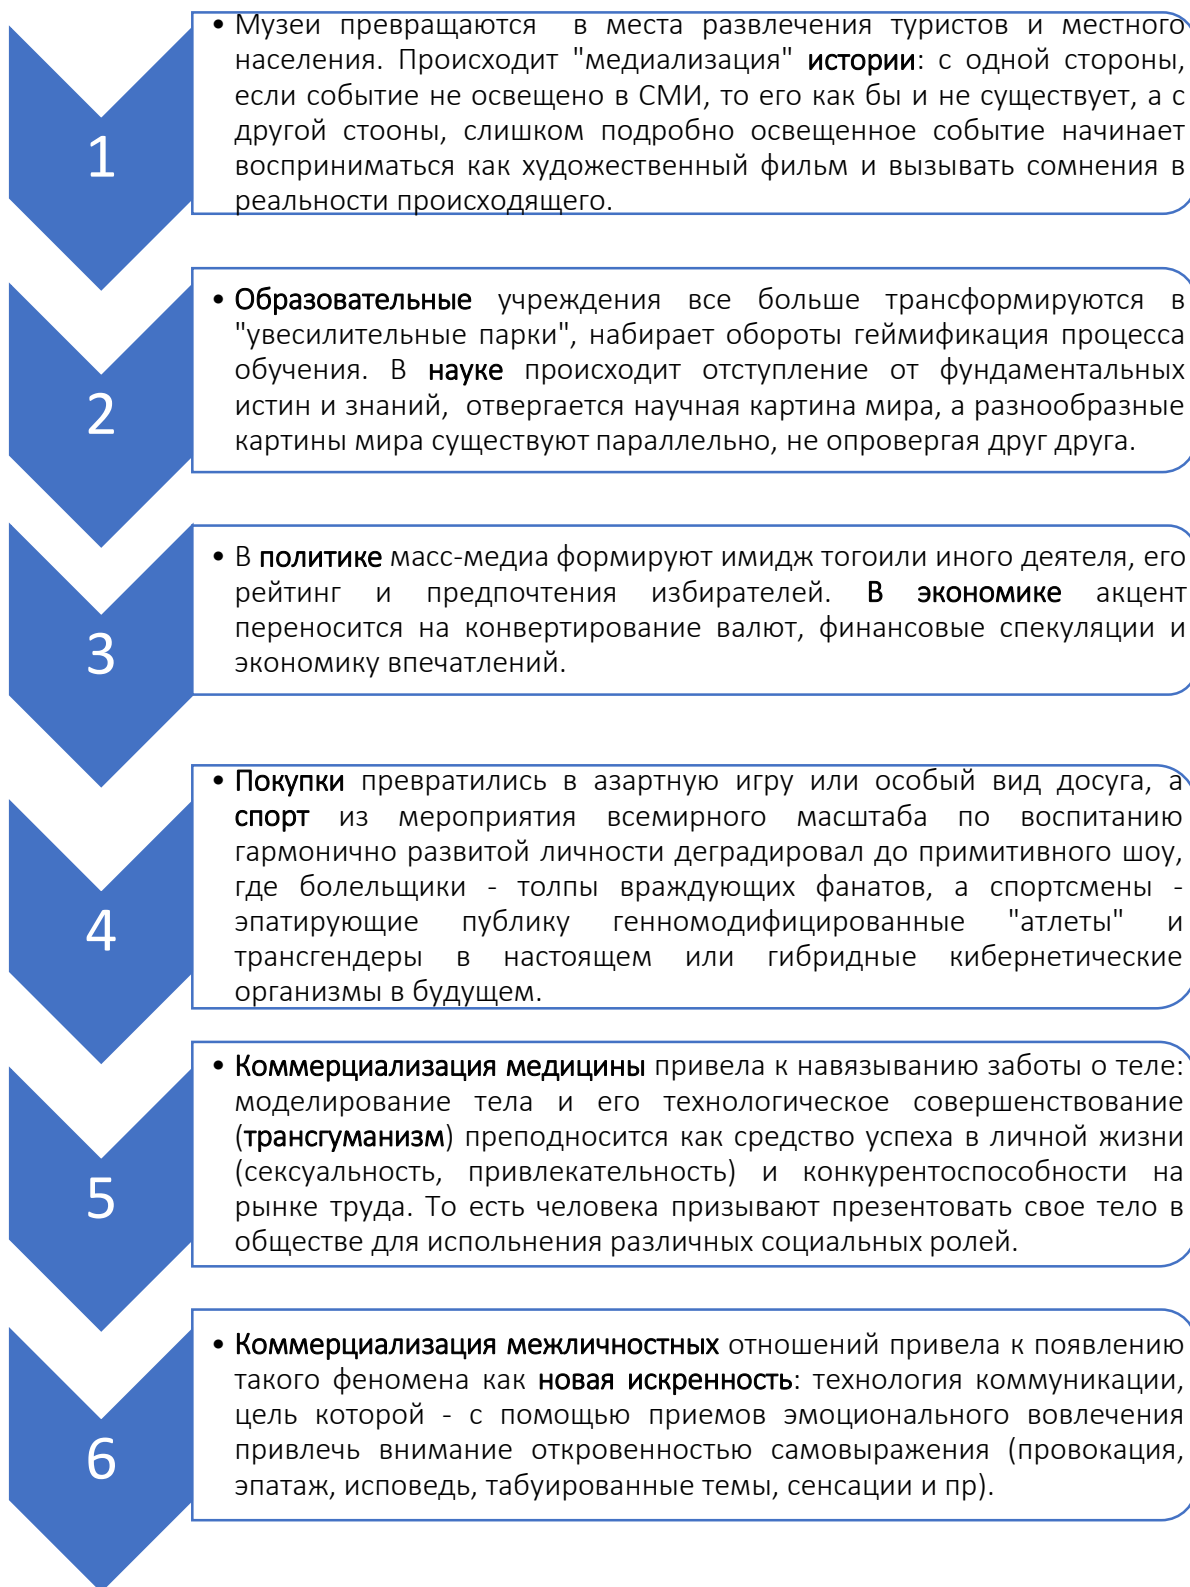 1
• Музеи превращаются в места развлечения туристов и местного
населения. Происходит "медиализация" истории: с одной стороны,
если событие не освещено в СМИ, то его как бы и не существует, а с
другой стооны, слишком подробно освещенное событие начинает
восприниматься как художественный фильм и вызывать сомнения в
реальности происходящего.
2
• Образовательные учреждения все больше трансформируются в
"увесилительные парки", набирает обороты геймификация процесса
обучения. В науке происходит отступление от фундаментальных
истин и знаний, отвергается научная картина мира, а разнообразные
картины мира существуют параллельно, не опровергая друг друга.
3
• В политике масс-медиа формируют имидж тогоили иного деятеля, его
рейтинг и предпочтения избирателей. В экономике акцент
переносится на конвертирование валют, финансовые спекуляции и
экономику впечатлений.
4
• Покупки превратились в азартную игру или особый вид досуга, а
спорт из мероприятия всемирного масштаба по воспитанию
гармонично развитой личности деградировал до примитивного шоу,
где болельщики - толпы враждующих фанатов, а спортсмены -
эпатирующие публику генномодифицированные "атлеты" и
трансгендеры в настоящем или гибридные кибернетические
организмы в будущем.
5
• Коммерциализация медицины привела к навязыванию заботы о теле:
моделирование тела и его технологическое совершенствование
(трансгуманизм) преподносится как средство успеха в личной жизни
(сексуальность, привлекательность) и конкурентоспособности на
рынке труда. То есть человека призывают презентовать свое тело в
обществе для испольнения различных социальных ролей.
6
• Коммерциализация межличностных отношений привела к появлению
такого феномена как новая искренность: технология коммуникации,
цель которой - с помощью приемов эмоционального вовлечения
привлечь внимание откровенностью самовыражения (провокация,
эпатаж, исповедь, табуированные темы, сенсации и пр).